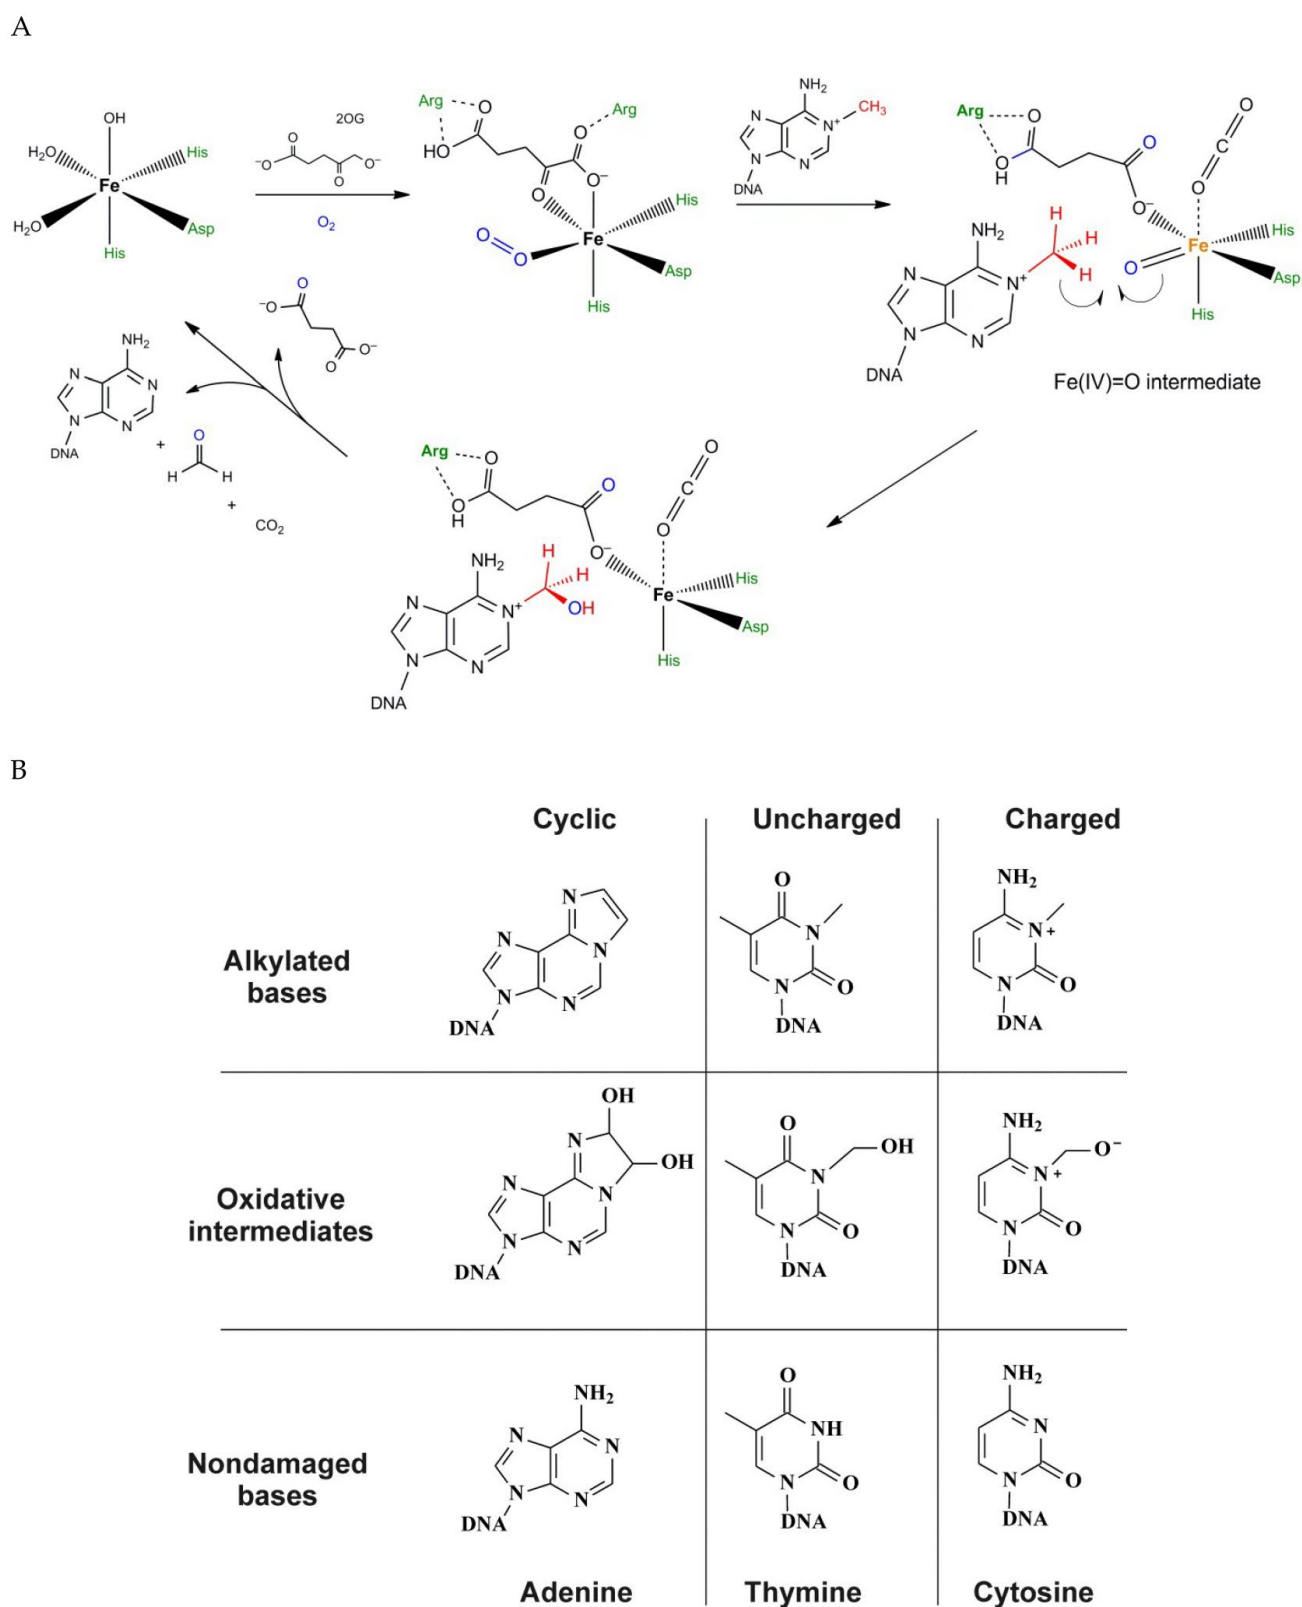 A
OH
H₂O
His
Fe
H₂O
Asp
His
2OG
⁻O
O
O
O⁻
O₂
Arg
O
HO
O
Arg
O
O⁻
O
O
Fe
His
Asp
His
NH₂
N
N⁺
CH₃
N
N
DNA
Arg
O
O
H
O
O⁻
O
C
O
Fe
His
Asp
His
O
H
H
H
NH₂
N
N⁺
N
N
DNA
Fe(IV)=O intermediate
O
⁻O
O
O⁻
NH₂
N
N
N
N
DNA
+
O
H
H
+
CO₂
Arg
O
O
H
O
O⁻
O
C
O
H
H
OH
NH₂
N
N⁺
N
N
DNA
Fe
His
Asp
His
B
Cyclic
Uncharged
Charged
Alkylated
bases
N
N
N
N
N
DNA
O
N
N
O
DNA
NH₂
N
+
N
O
DNA
Oxidative
intermediates
OH
N
OH
N
N
N
N
DNA
O
OH
N
N
O
DNA
NH₂
O⁻
N
+
N
O
DNA
Nondamaged
bases
NH₂
N
N
N
N
DNA
O
NH
N
O
DNA
NH₂
N
N
O
DNA
Adenine
Thymine
Cytosine